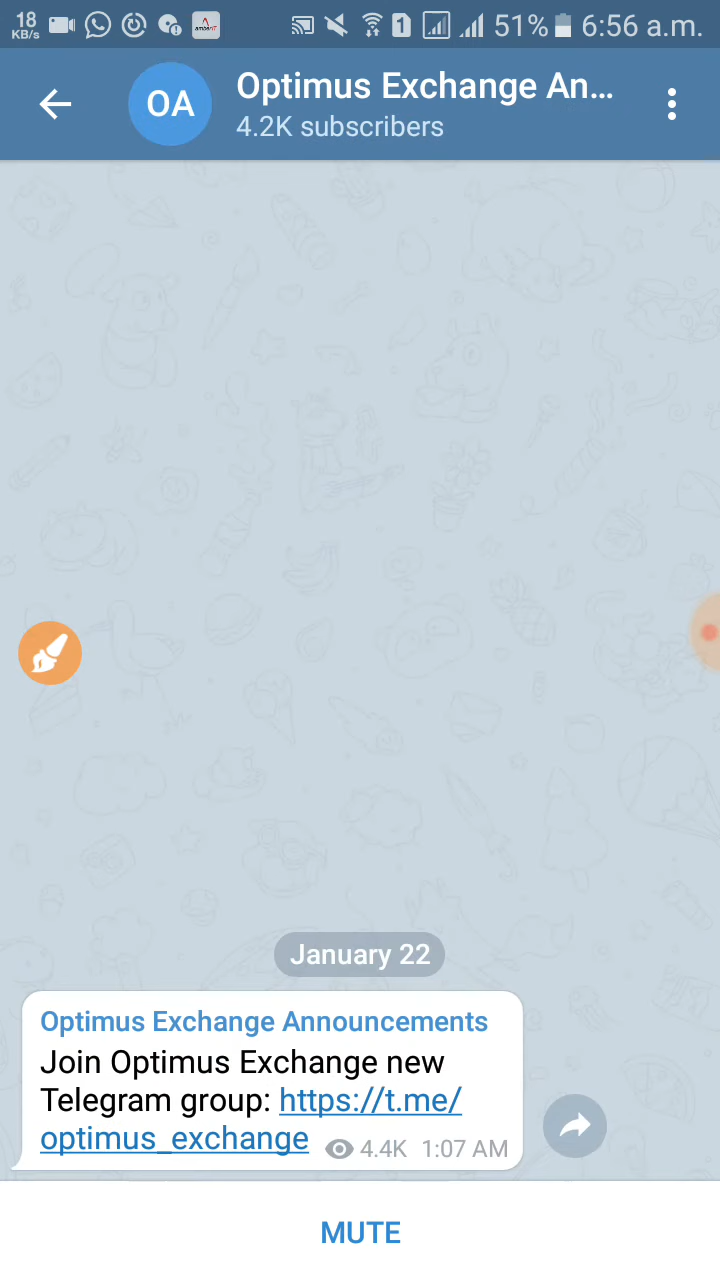 18
KB/s
1
51%
6:56 a.m.
OA
Optimus Exchange An...
4.2K subscribers
January 22
Optimus Exchange Announcements
Join Optimus Exchange new
Telegram group: https://t.me/
optimus_exchange
4.4K 1:07 AM
MUTE